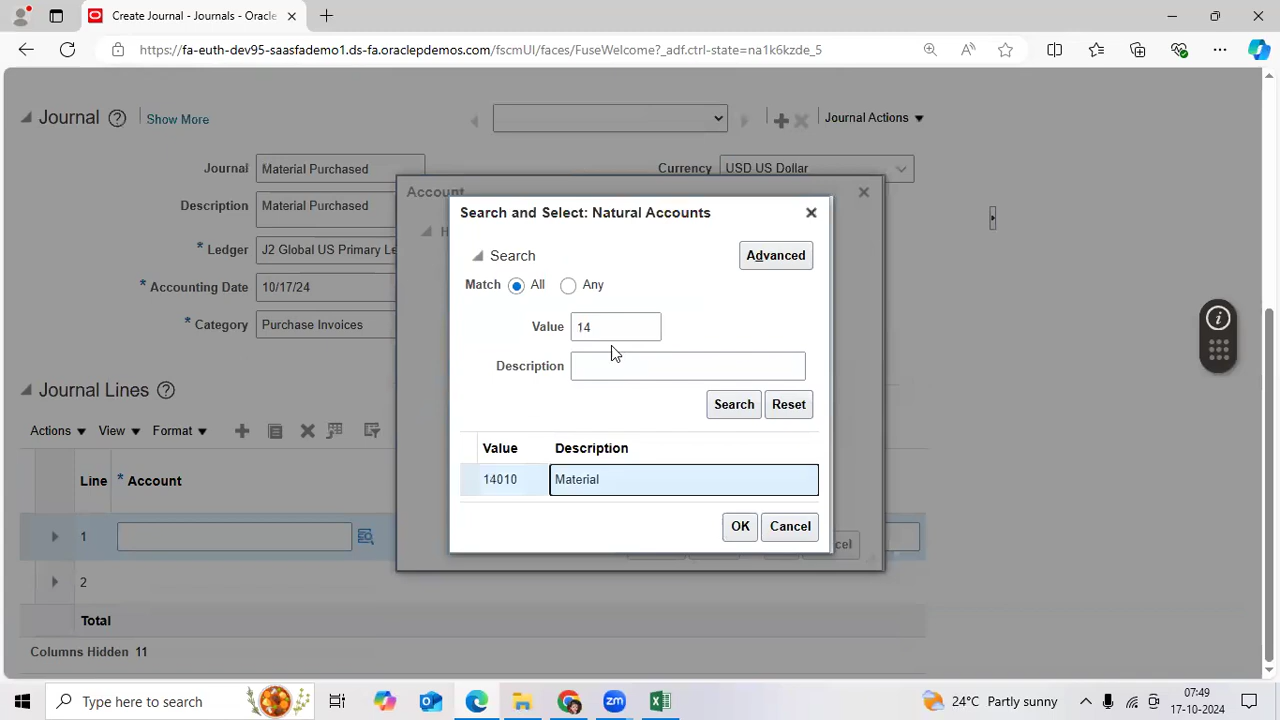 Create Journal - Journals - Oracle
https://fa-euth-dev95-saasfademo1.ds-fa.oraclepdemos.com/fscmUI/faces/FuseWelcome?_adf.ctrl-state=na1k6kzde_5
Journal ? Show More
Journal Actions
Journal Material Purchased
Currency USD US Dollar
Description Material Purchased
* Ledger J2 Global US Primary Le
* Accounting Date 10/17/24
* Category Purchase Invoices
Account
Search and Select: Natural Accounts
Search
Advanced
Match All Any
Value 14
Description
Search Reset
Value Description
14010 Material
OK Cancel
Journal Lines ?
Actions View Format
Line * Account
1
2
Total
Columns Hidden 11
Type here to search
zm
24°C Partly sunny
07:49
17-10-2024